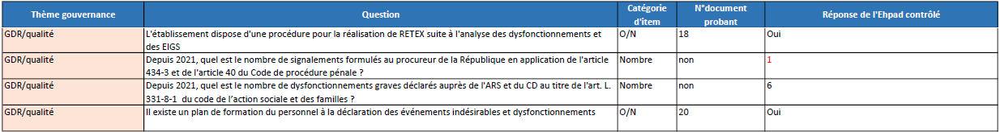 Thème gouvernance Question Catégorie d'item N°document probant Réponse de l'Ehpad contrôlé
GDR/qualité L'établissement dispose d'une procédure pour la réalisation de RETEX suite à l'analyse des dysfonctionnements et O/N 18 Oui
des EIGS
GDR/qualité Depuis 2021, quel est le nombre de signalements formulés au procureur de la République en application de l'article Nombre non 1
434-3 et de l'article 40 du Code de procédure pénale ?
GDR/qualité Depuis 2021, quel est le nombre de dysfonctionnements graves déclarés auprès de l'ARS et du CD au titre de l'art. L. Nombre non 6
331-8-1 du code de l’action sociale et des familles ?
GDR/qualité Il existe un plan de formation du personnel à la déclaration des événements indésirables et dysfonctionnements O/N 20 Oui